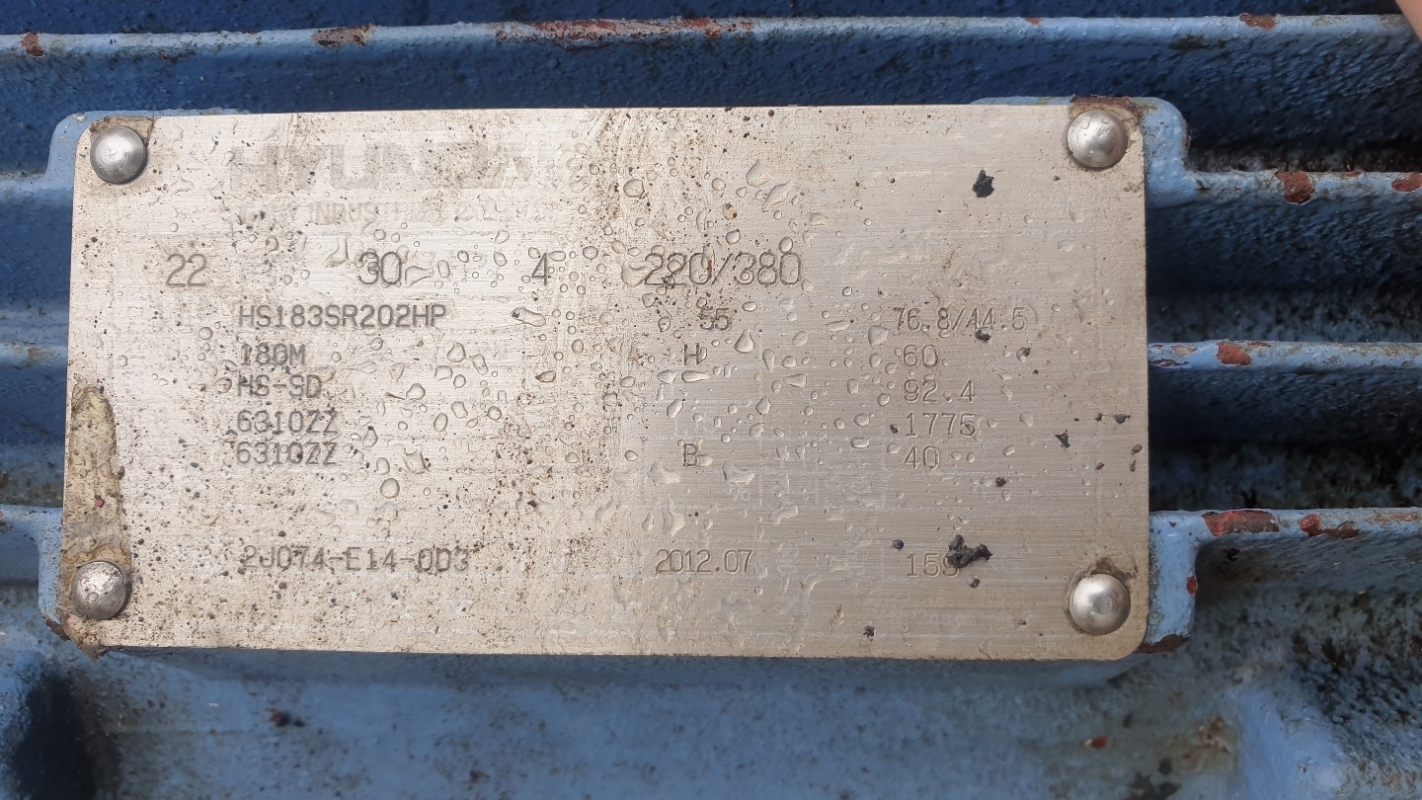 HYUNDAI
22 30 4 220/380
HS183SR202HP 55 76.8/44.5
180M H 60
HS-SD 92.4
6310ZZ 1775
6310ZZ B 40
2J074-E14-003 2012.07 159